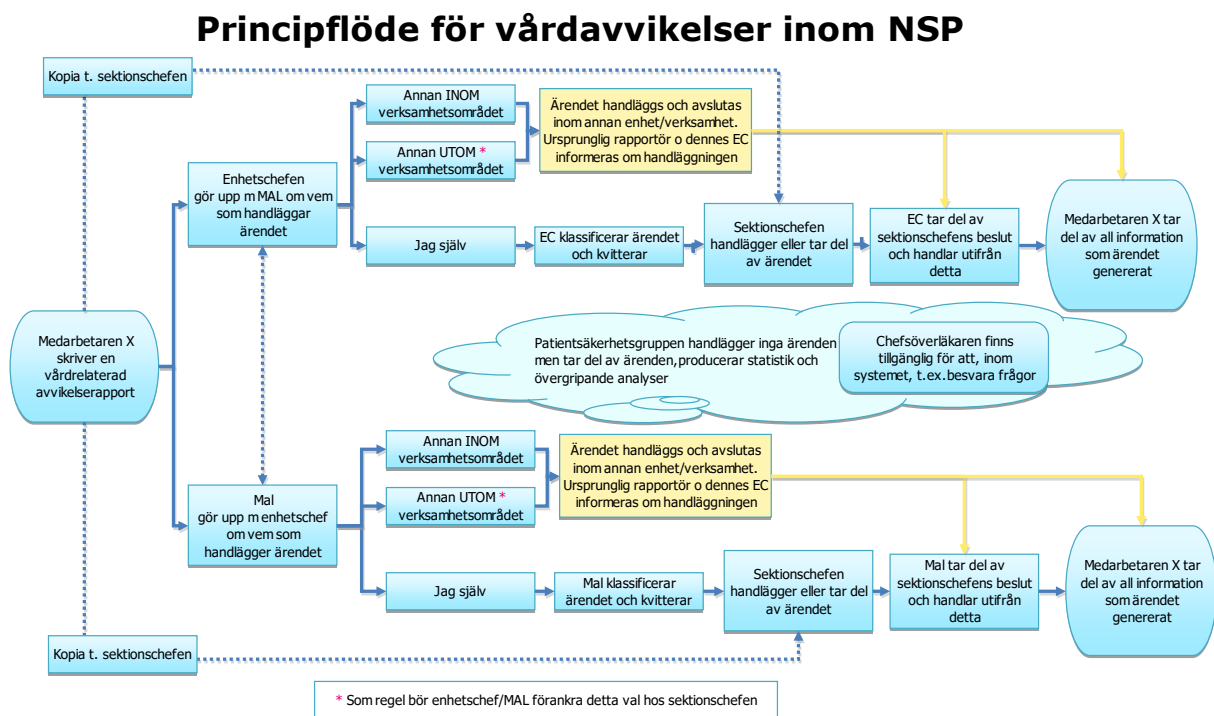 Principflöde för vårdavvikelser inom NSP
Kopia t. sektionschefen
Annan INOM
verksamhetsområdet
Annan UTOM *
verksamhetsområdet
Ärendet handläggs och avslutas
inom annan enhet/verksamhet.
Ursprunglig rapportör o dennes EC
informeras om handläggningen
Enhetschefen
gör upp m MAL om vem
som handläggar
ärendet
Jag själv
EC klassificerar ärendet
och kvitterar
Sektionschefen
handlägger eller tar del
av ärendet
EC tar del av
sektionschefens beslut
och handlar utifrån
detta
Medarbetaren X tar
del av all information
som ärendet
genererat
Medarbetaren X
skriver en
vårdrelaterad
avvikelserapport
Patientsäkerhetsgruppen handlägger inga ärenden
men tar del av ärenden, producerar statistik och
övergripande analyser
Chefsöverläkaren finns
tillgänglig för att, inom
systemet, t.ex.besvara frågor
Annan INOM
verksamhetsområdet
Annan UTOM *
verksamhetsområdet
Ärendet handläggs och avslutas
inom annan enhet/verksamhet.
Ursprunglig rapportör o dennes EC
informeras om handläggningen
Mal
gör upp m enhetschef
om vem som
handlägger ärendet
Jag själv
Mal klassificerar
ärendet och kvitterar
Sektionschefen
handlägger eller tar del
av ärendet
Mal tar del av
sektionschefens beslut
och handlar utifrån
detta
Medarbetaren X tar
del av all information
som ärendet
genererat
Kopia t. sektionschefen
* Som regel bör enhetschef/MAL förankra detta val hos sektionschefen